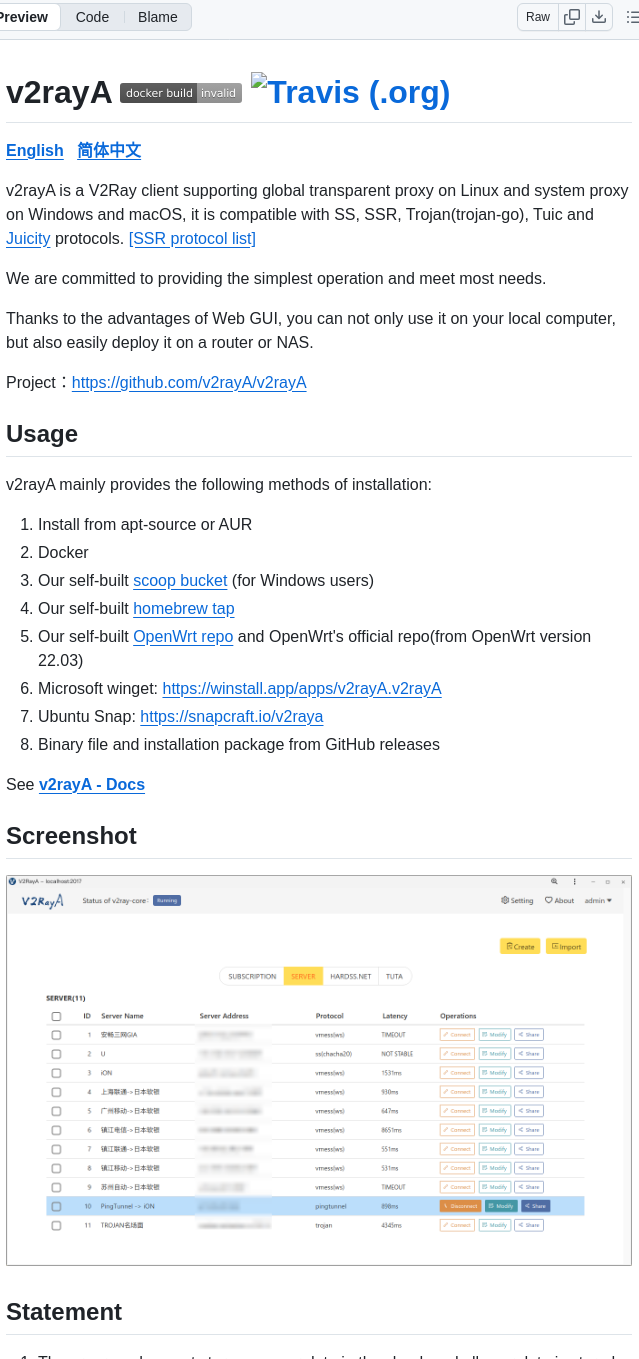 Preview Code Blame Raw
v2rayA docker build invalid Travis (.org)
English 简体中文
v2rayA is a V2Ray client supporting global transparent proxy on Linux and system proxy
on Windows and macOS, it is compatible with SS, SSR, Trojan(trojan-go), Tuic and
Juicity protocols. [SSR protocol list]
We are committed to providing the simplest operation and meet most needs.
Thanks to the advantages of Web GUI, you can not only use it on your local computer,
but also easily deploy it on a router or NAS.
Project：https://github.com/v2rayA/v2rayA
Usage
v2rayA mainly provides the following methods of installation:
1. Install from apt-source or AUR
2. Docker
3. Our self-built scoop bucket (for Windows users)
4. Our self-built homebrew tap
5. Our self-built OpenWrt repo and OpenWrt's official repo(from OpenWrt version
22.03)
6. Microsoft winget: https://winstall.app/apps/v2rayA.v2rayA
7. Ubuntu Snap: https://snapcraft.io/v2raya
8. Binary file and installation package from GitHub releases
See v2rayA - Docs
Screenshot
V2RayA – localhost:2017
V2RayA Status of v2ray-core: Running Setting About admin
Create Import
SUBSCRIPTION SERVER HARDSS.NET TUTA
SERVER(11)
ID Server Name Server Address Protocol Latency Operations
1 安畅三网GIA vmess(ws) TIMEOUT Connect Modify Share
2 U ss(chacha20) NOT STABLE Connect Modify Share
3 iON vmess(ws) 1531ms Connect Modify Share
4 上海联通->日本软银 vmess(ws) 930ms Connect Modify Share
5 广州移动->日本软银 vmess(ws) 647ms Connect Modify Share
6 镇江电信->日本软银 vmess(ws) 8651ms Connect Modify Share
7 镇江联通->日本软银 vmess(ws) 551ms Connect Modify Share
8 镇江移动->日本软银 vmess(ws) 531ms Connect Modify Share
9 苏州自动->日本软银 vmess(ws) TIMEOUT Connect Modify Share
10 PingTunnel -> iON pingtunnel 898ms Disconnect Modify Share
11 TROJAN名场面 trojan 4345ms Connect Modify Share
Statement